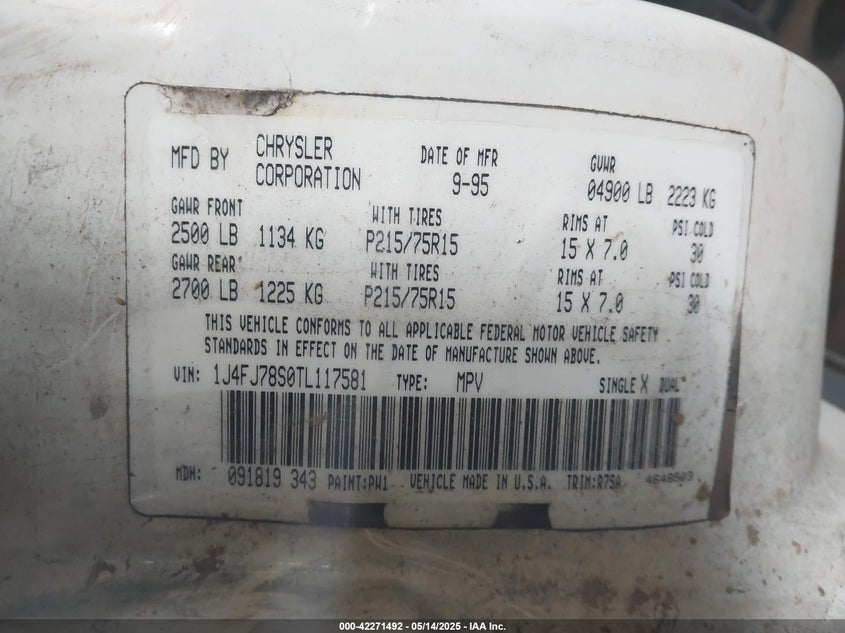 MFD BY CHRYSLER CORPORATION DATE OF MFR 9-95 GVWR 04900 LB 2223 KG
GAWR FRONT WITH TIRES RIMS AT PSI COLD
2500 LB 1134 KG P215/75R15 15 X 7.0 30
GAWR REAR WITH TIRES RIMS AT PSI COLD
2700 LB 1225 KG P215/75R15 15 X 7.0 30
THIS VEHICLE CONFORMS TO ALL APPLICABLE FEDERAL MOTOR VEHICLE SAFETY
STANDARDS IN EFFECT ON THE DATE OF MANUFACTURE SHOWN ABOVE.
VIN: 1J4FJ78S0TL117581 TYPE: MPV SINGLE X DUAL
MDH: 091819 343 PAINT:PW1 VEHICLE MADE IN U.S.A. TRIM:R7SA 4648503
000-42271492 - 05/14/2025 - IAA Inc.